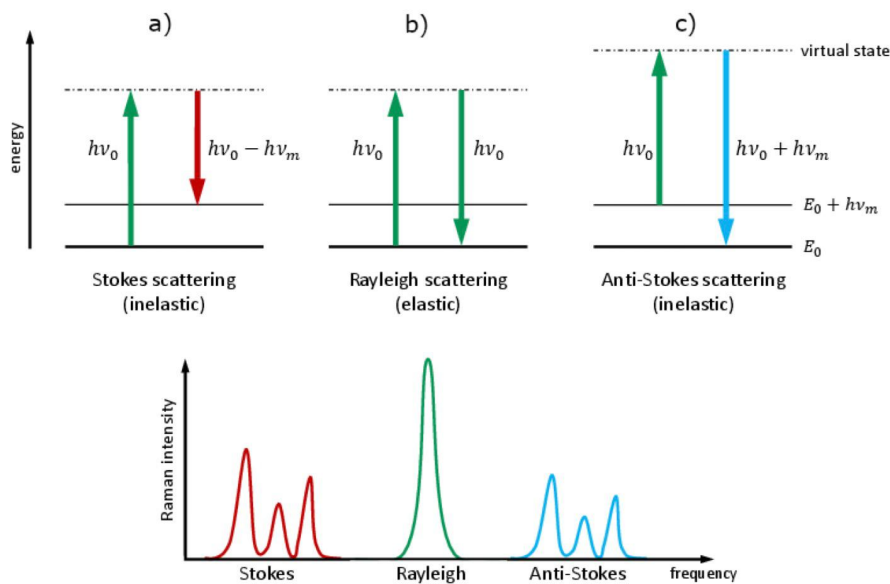 a)
b)
c)
virtual state
energy
hν₀
hν₀ − hνₘ
hν₀
hν₀
hν₀
hν₀ + hνₘ
E₀ + hνₘ
E₀
Stokes scattering
(inelastic)
Rayleigh scattering
(elastic)
Anti-Stokes scattering
(inelastic)
Raman intensity
Stokes
Rayleigh
Anti-Stokes
frequency